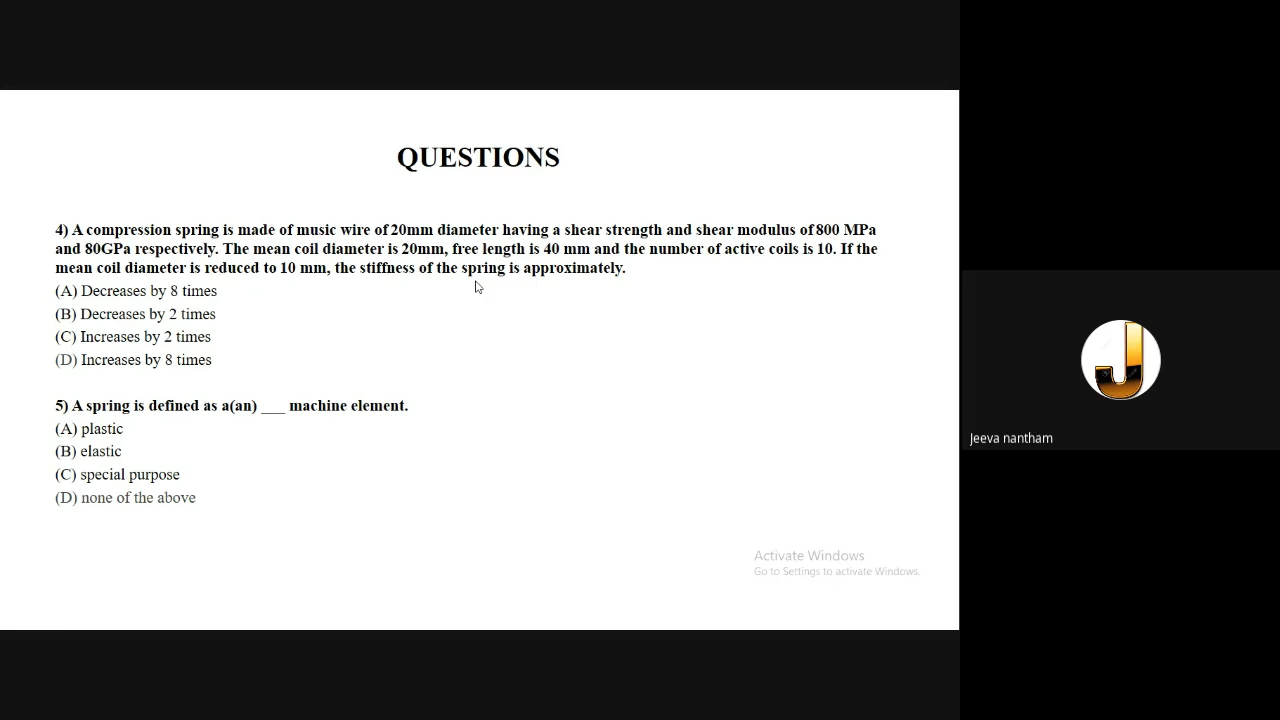 QUESTIONS
4) A compression spring is made of music wire of 20mm diameter having a shear strength and shear modulus of 800 MPa
and 80GPa respectively. The mean coil diameter is 20mm, free length is 40 mm and the number of active coils is 10. If the
mean coil diameter is reduced to 10 mm, the stiffness of the spring is approximately.
(A) Decreases by 8 times
(B) Decreases by 2 times
(C) Increases by 2 times
(D) Increases by 8 times
5) A spring is defined as a(an) ___ machine element.
(A) plastic
(B) elastic
(C) special purpose
(D) none of the above
Activate Windows
Go to Settings to activate Windows.
J
Jeeva nantham